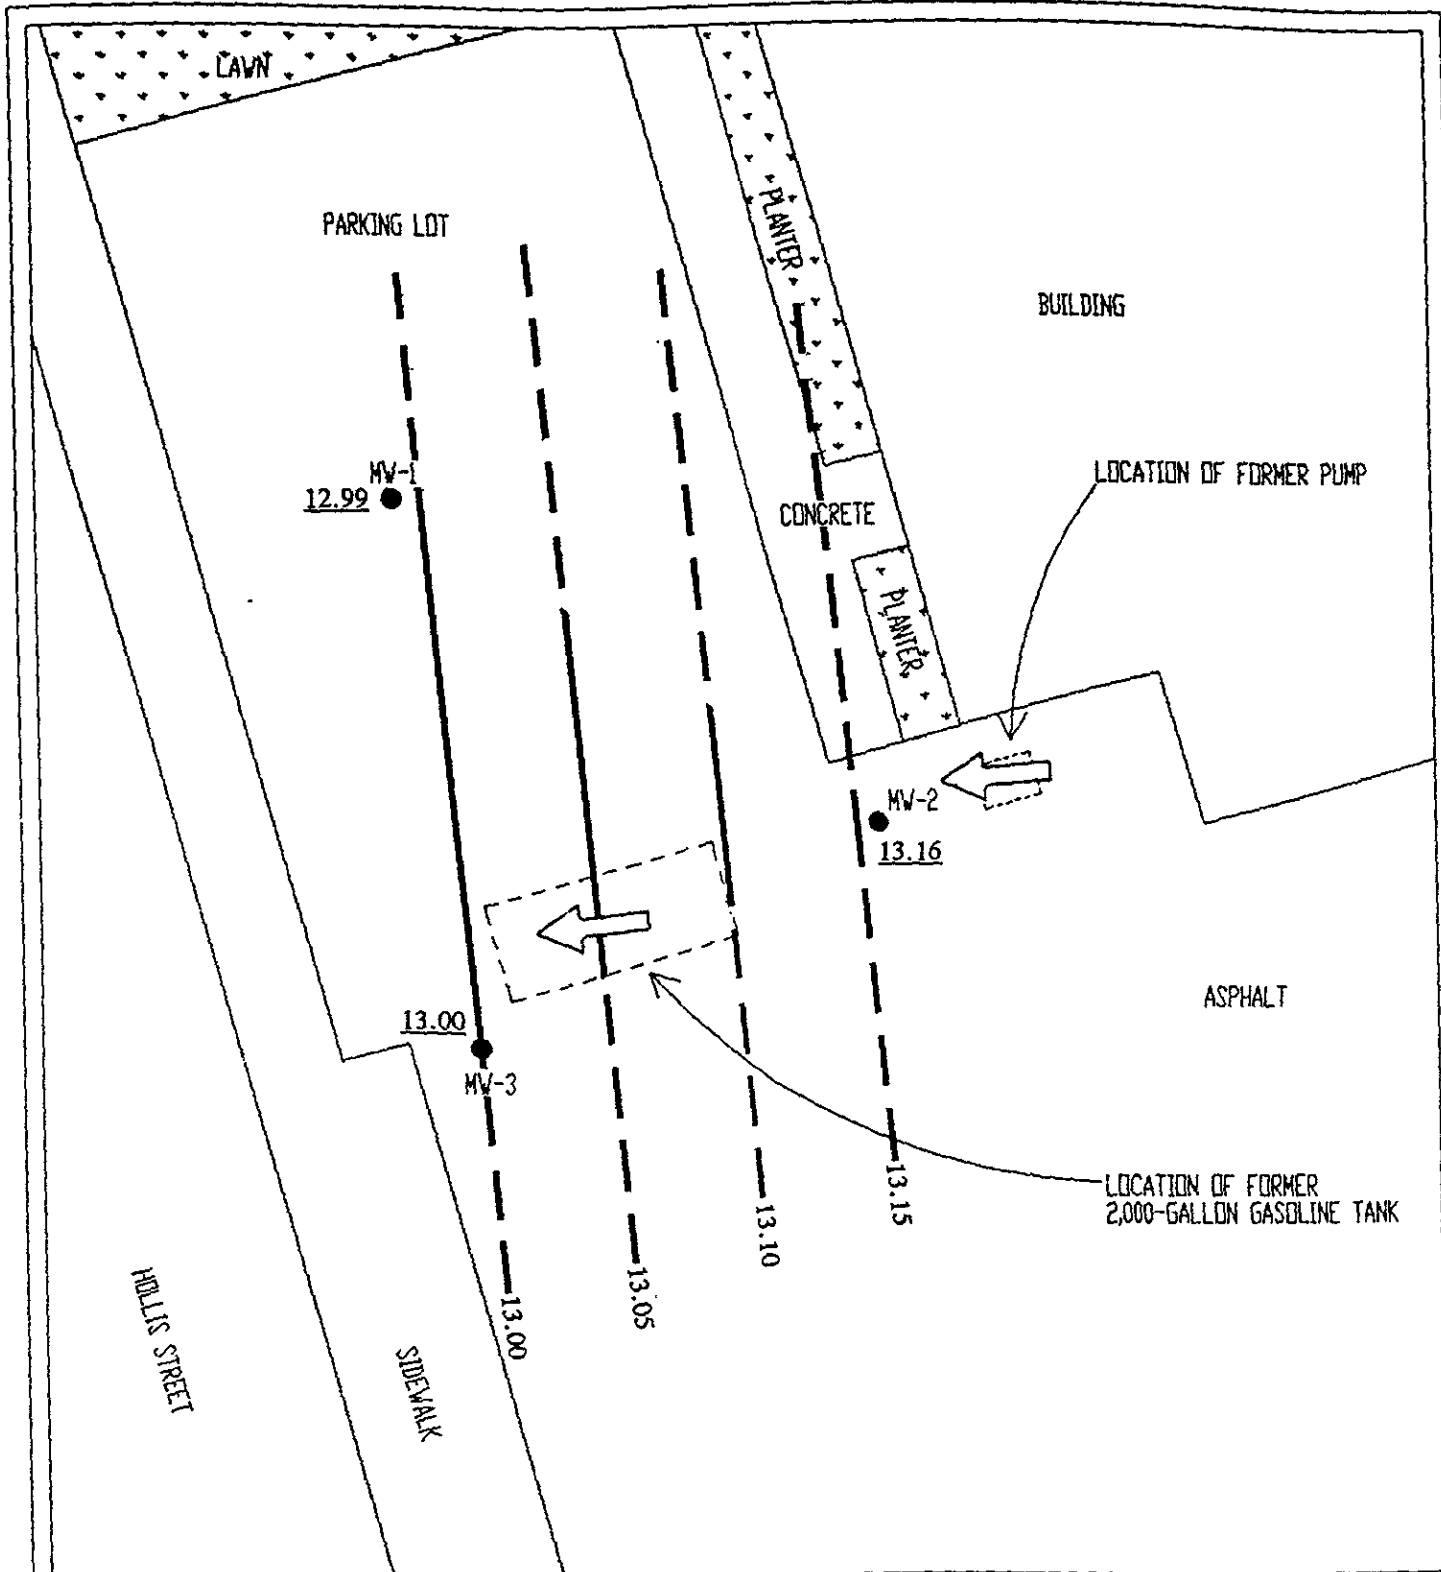 LAWN
PARKING LOT
PLANTER
BUILDING
MW-1
12.99
LOCATION OF FORMER PUMP
CONCRETE
PLANTER
MW-2
13.16
13.00
MW-3
ASPHALT
13.15
LOCATION OF FORMER
2,000-GALLON GASOLINE TANK
13.10
13.05
13.00
HOLLIS STREET
SIDEWALK